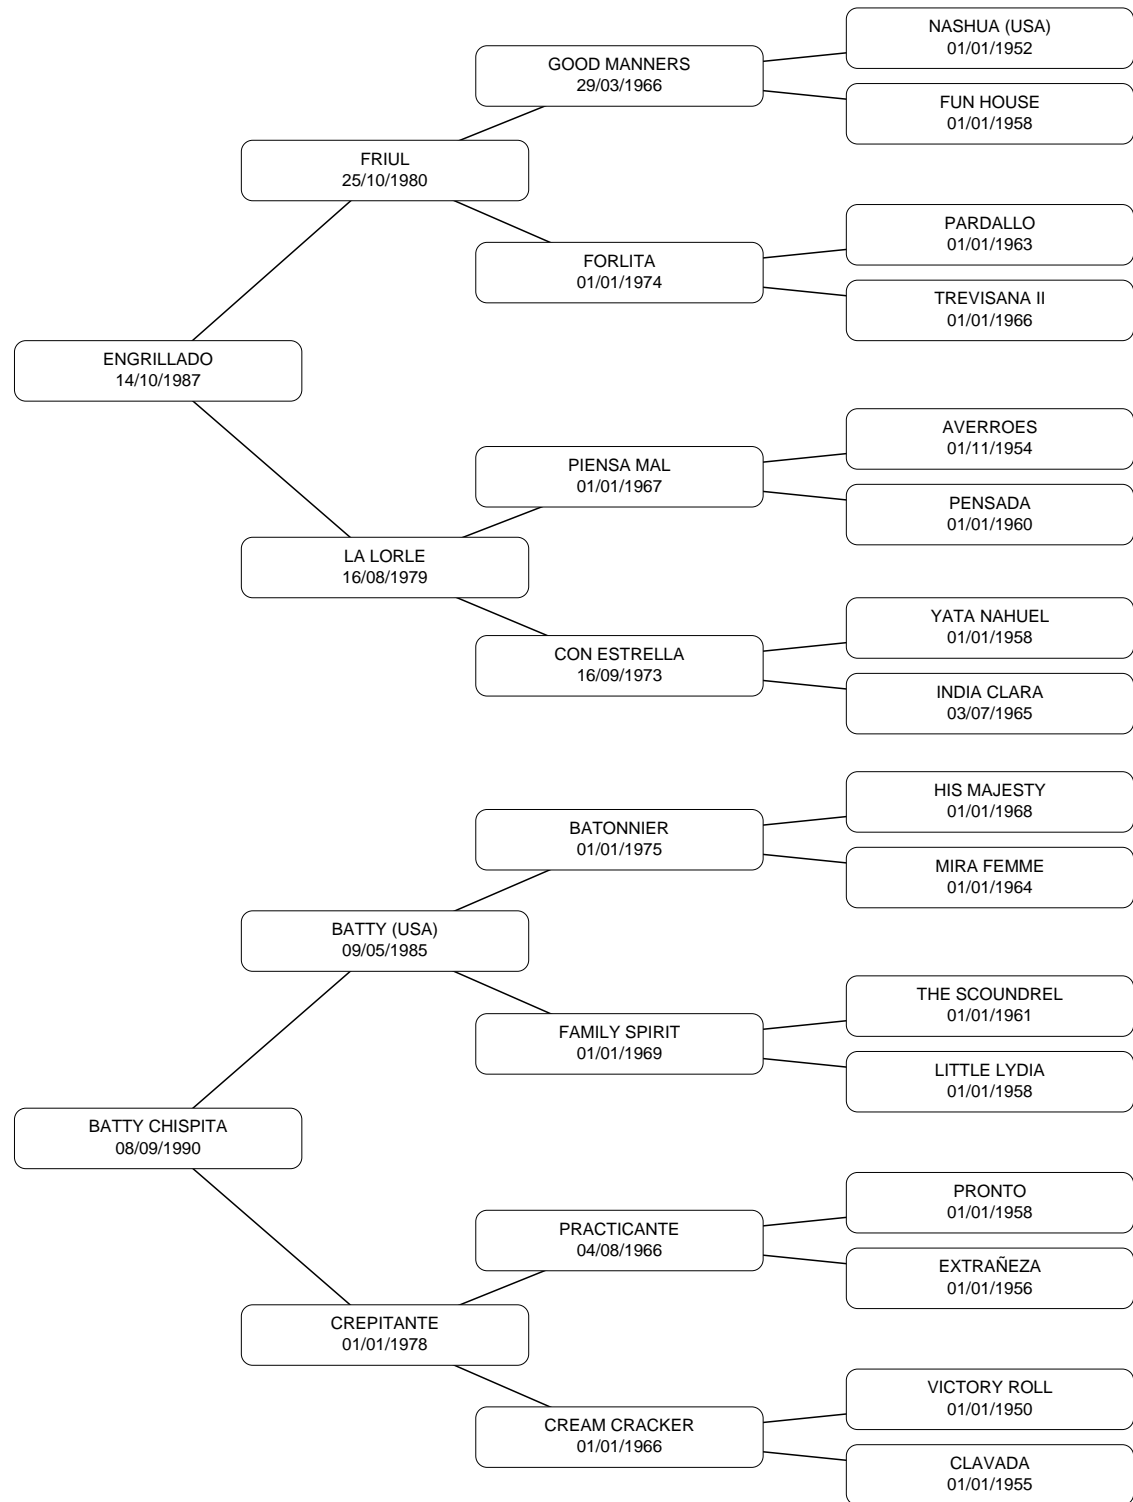 NASHUA (USA)
01/01/1952
GOOD MANNERS
29/03/1966
FUN HOUSE
01/01/1958
FRIUL
25/10/1980
PARDALLO
01/01/1963
FORLITA
01/01/1974
TREVISANA II
01/01/1966
ENGRILLADO
14/10/1987
AVERROES
01/11/1954
PIENSA MAL
01/01/1967
PENSADA
01/01/1960
LA LORLE
16/08/1979
YATA NAHUEL
01/01/1958
CON ESTRELLA
16/09/1973
INDIA CLARA
03/07/1965
HIS MAJESTY
01/01/1968
BATONNIER
01/01/1975
MIRA FEMME
01/01/1964
BATTY (USA)
09/05/1985
THE SCOUNDREL
01/01/1961
FAMILY SPIRIT
01/01/1969
LITTLE LYDIA
01/01/1958
BATTY CHISPITA
08/09/1990
PRONTO
01/01/1958
PRACTICANTE
04/08/1966
EXTRAÑEZA
01/01/1956
CREPITANTE
01/01/1978
VICTORY ROLL
01/01/1950
CREAM CRACKER
01/01/1966
CLAVADA
01/01/1955